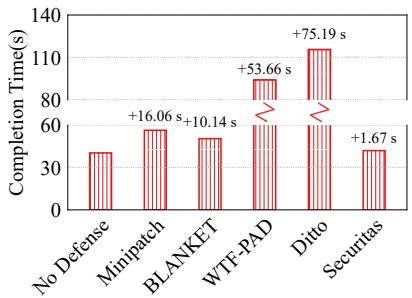 Completion Time(s)
140
80
60
30
0
+16.06 s
+10.14 s
+53.66 s
+75.19 s
+1.67 s
No Defense
Minipatch
BLANKET
WTF-PAD
Ditto
Securitas